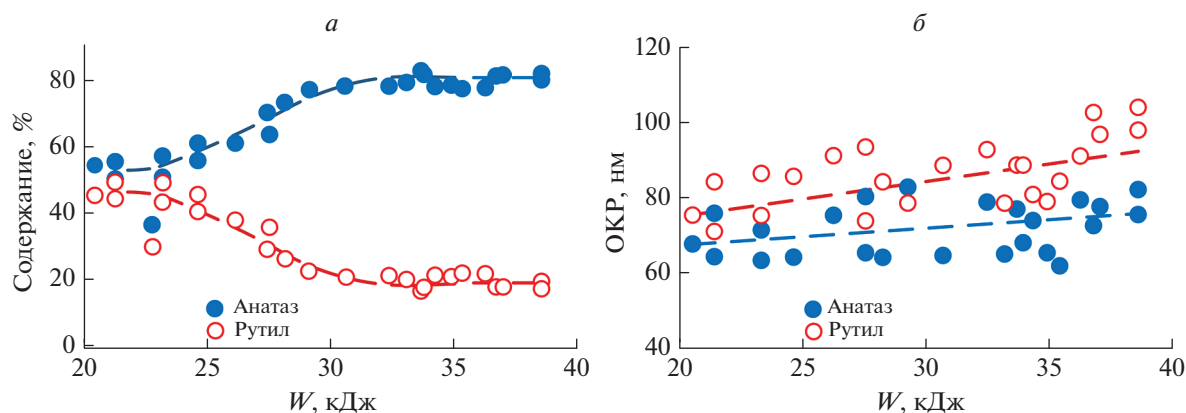 а
Содержание, %
80
60
40
20
0
Анатаз
Рутил
20
25
30
35
40
W, кДж
б
ОКР, нм
120
100
80
60
40
Анатаз
Рутил
20
25
30
35
40
W, кДж